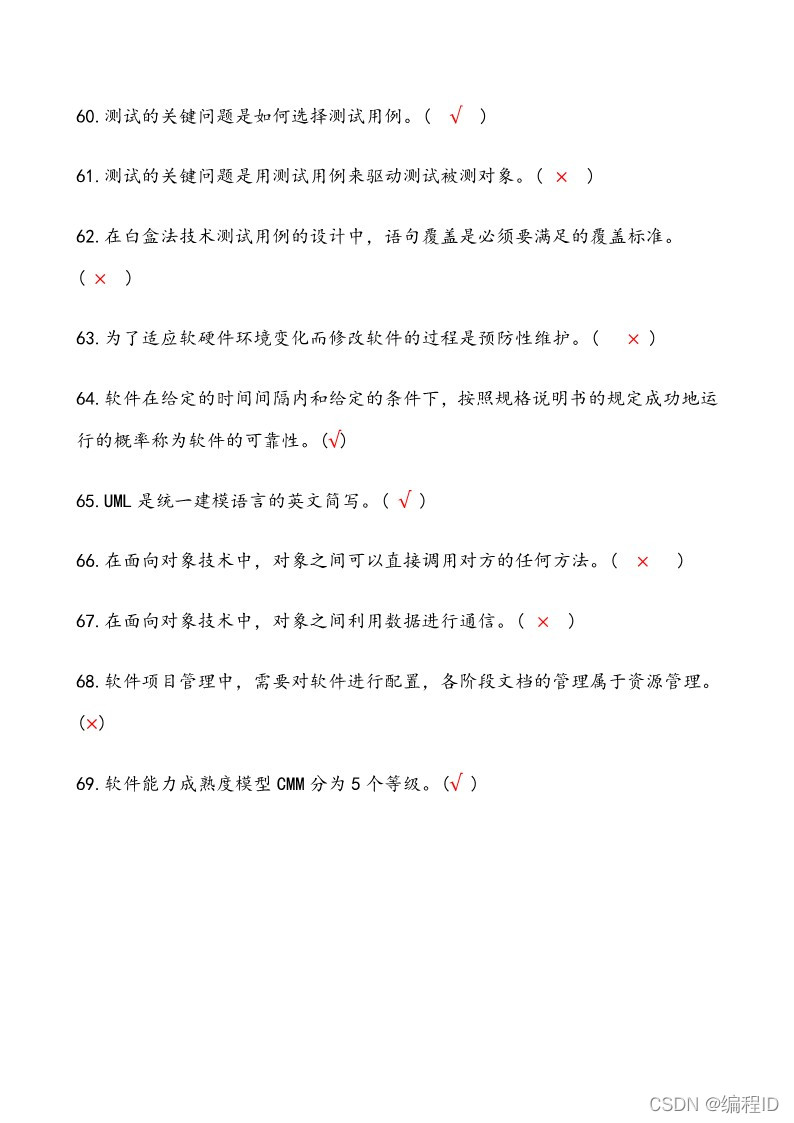 60.测试的关键问题是如何选择测试用例。( √ )
61.测试的关键问题是用测试用例来驱动测试被测对象。( × )
62.在白盒法技术测试用例的设计中，语句覆盖是必须要满足的覆盖标准。
( × )
63.为了适应软硬件环境变化而修改软件的过程是预防性维护。( × )
64.软件在给定的时间间隔内和给定的条件下，按照规格说明书的规定成功地运
行的概率称为软件的可靠性。(√)
65.UML 是统一建模语言的英文简写。( √ )
66.在面向对象技术中，对象之间可以直接调用对方的任何方法。( × )
67.在面向对象技术中，对象之间利用数据进行通信。( × )
68.软件项目管理中，需要对软件进行配置，各阶段文档的管理属于资源管理。
(×)
69.软件能力成熟度模型 CMM 分为 5 个等级。(√ )
CSDN @编程ID